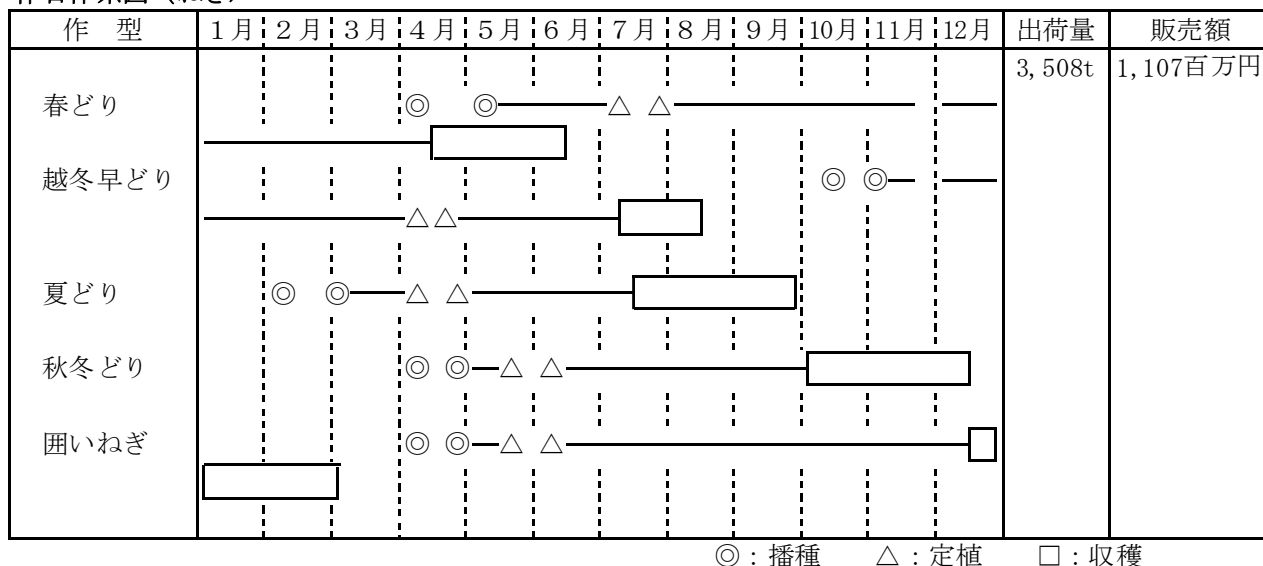 作型 1月 2月 3月 4月 5月 6月 7月 8月 9月 10月 11月 12月 出荷量 販売額
3,508t 1,107百万円
春どり ◎ ◎ △ △
越冬早どり ◎ ◎
△ △
夏どり ◎ ◎ △ △
秋冬どり ◎ ◎ △ △
囲いねぎ ◎ ◎ △ △
◎:播種 △:定植 □:収穫